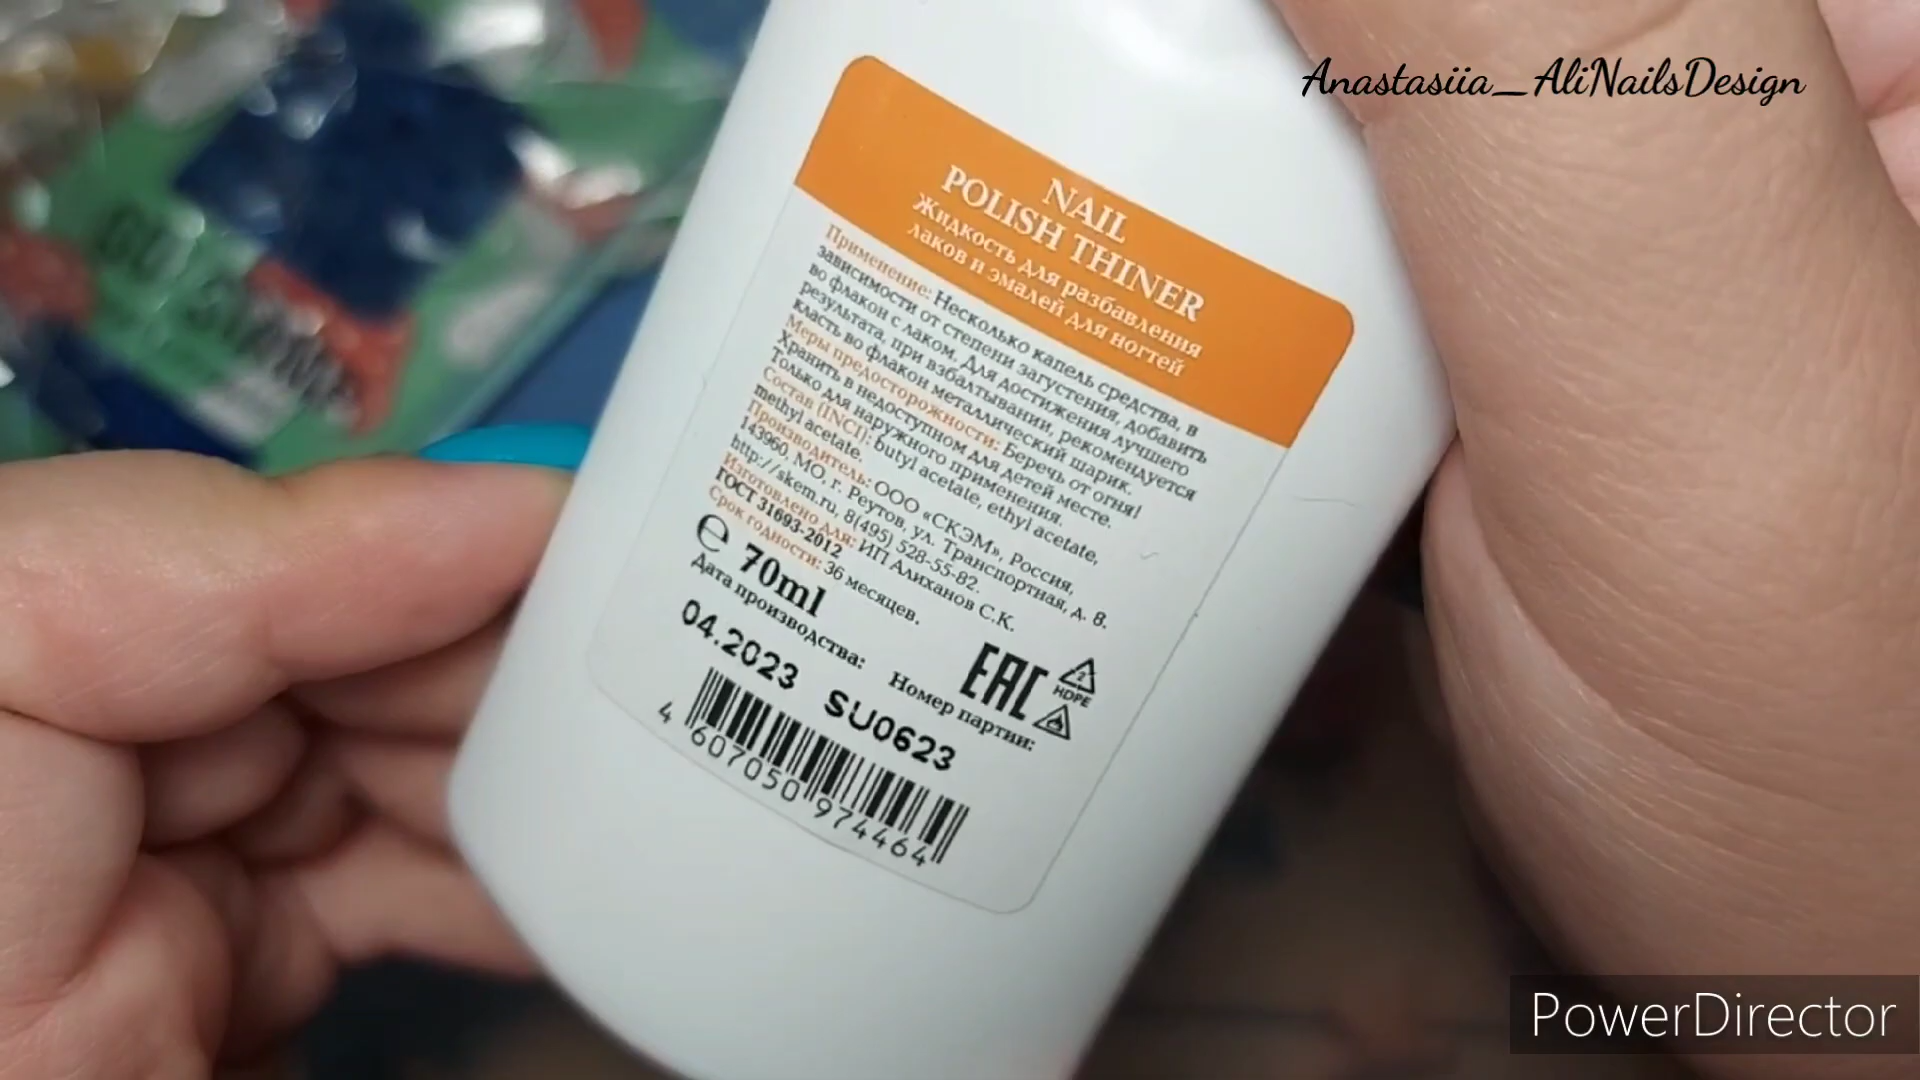 Anastasiia_AliNailsDesign
NAIL
POLISH THINER
Жидкость для разбавления
лаков и эмалей для ногтей
Применение: Несколько капель средства, в
зависимости от степени загустения, добавить
во флакон с лаком. Для достижения лучшего
результата, при взбалтывании, рекомендуется
класть во флакон металлический шарик.
Меры предосторожности: Беречь от огня!
Хранить в недоступном для детей месте.
Только для наружного применения.
Состав (INCI): butyl acetate, ethyl acetate,
methyl acetate.
Производитель: ООО «СКЭМ», Россия,
143960, МО, г. Реутов, ул. Транспортная, д. 8.
http://skem.ru, 8(495) 528-55-82.
Изготовлено для: ИП Алиханов С.К.
ГОСТ 31693-2012
Срок годности: 36 месяцев.
℮ 70ml
EAC
2
HDPE
Дата производства:
Номер партии:
04.2023 SU0623
4 607050 974464
PowerDirector